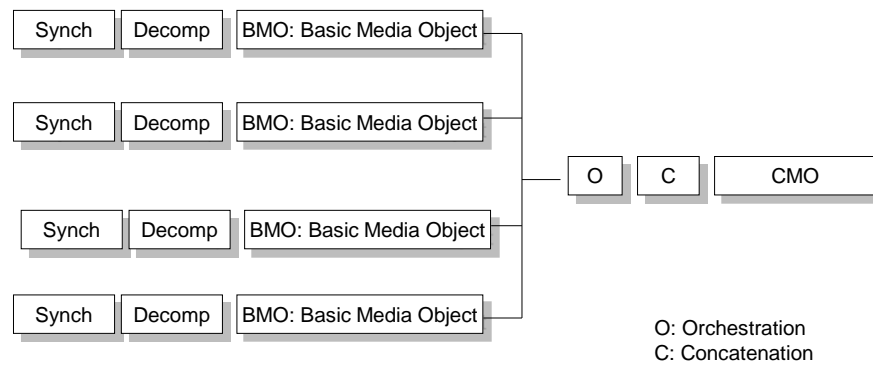 Synch Decomp BMO: Basic Media Object
Synch Decomp BMO: Basic Media Object
O C CMO
Synch Decomp BMO: Basic Media Object
Synch Decomp BMO: Basic Media Object
O: Orchestration
C: Concatenation